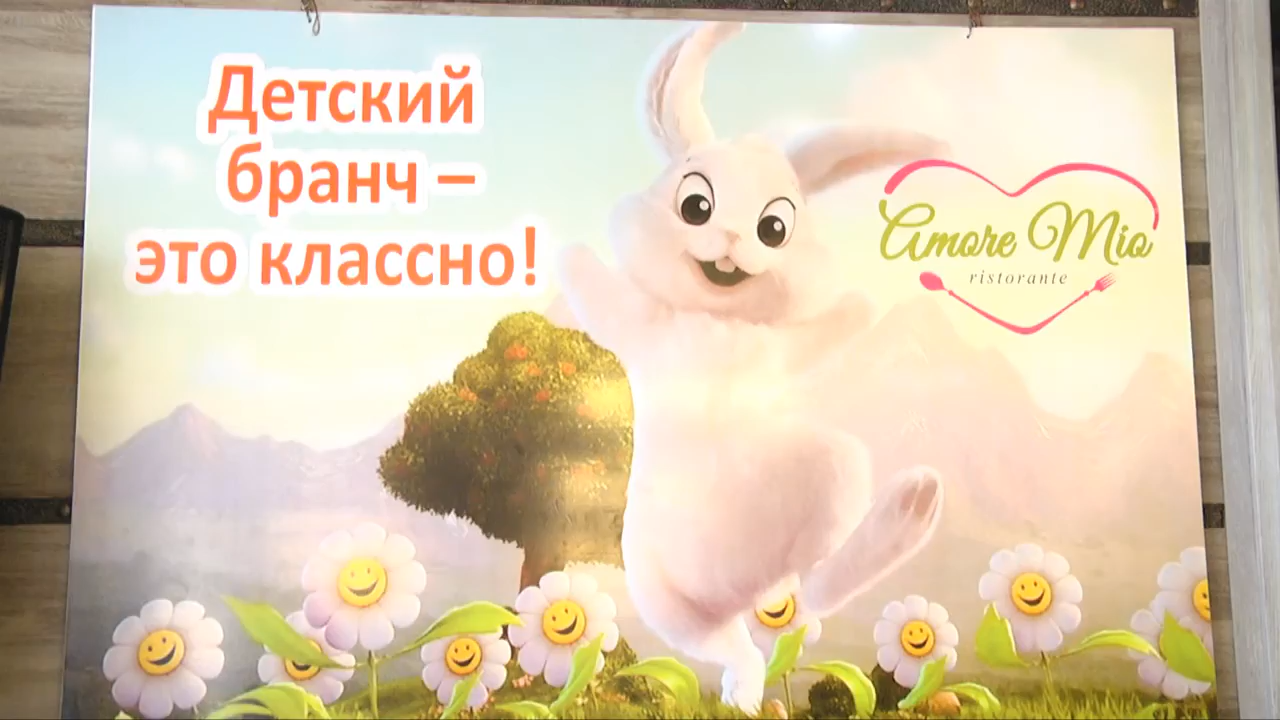 Детский
бранч –
это классно!
Amore Mio
ristorante